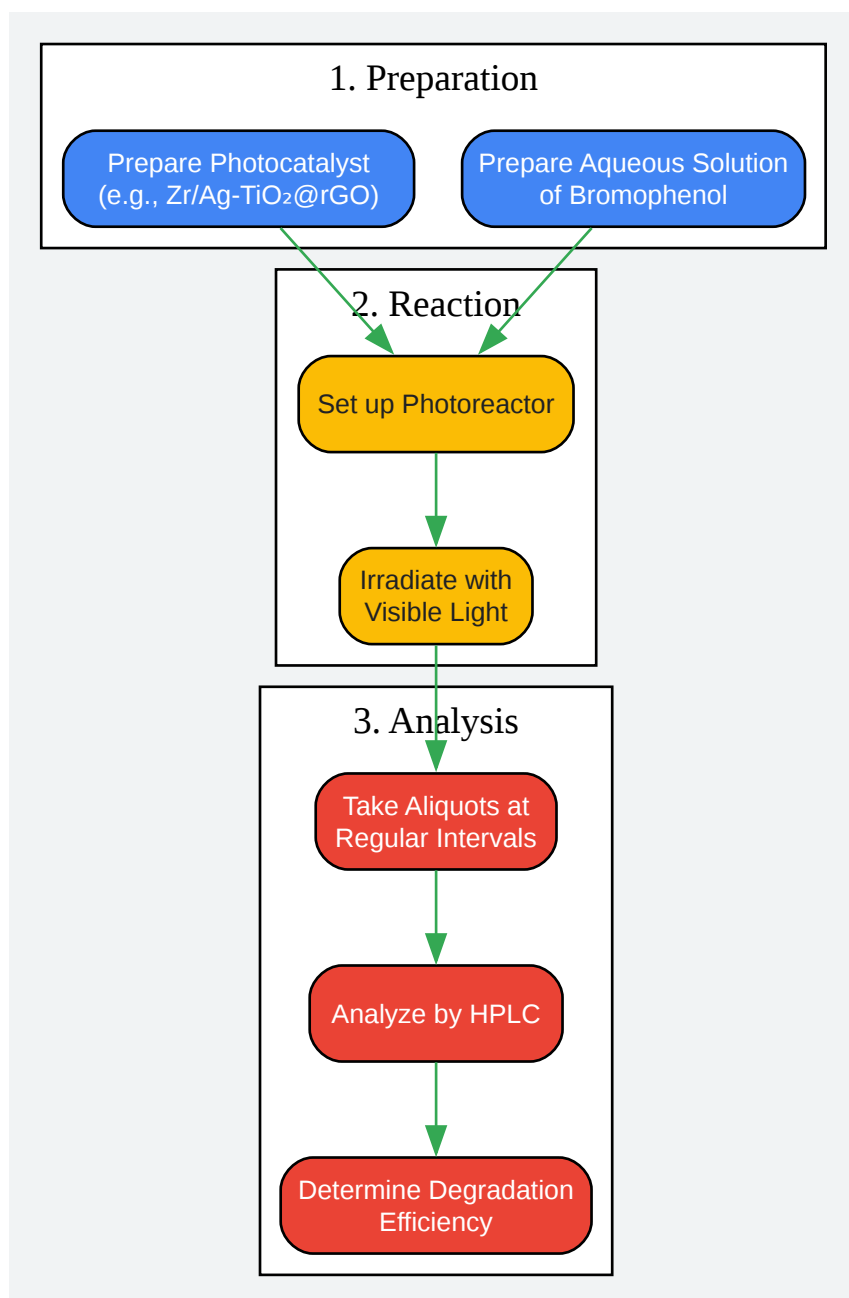 1. Preparation
Prepare Photocatalyst
(e.g., Zr/Ag-TiO₂@rGO)
Prepare Aqueous Solution
of Bromophenol
2. Reaction
Set up Photoreactor
Irradiate with
Visible Light
3. Analysis
Take Aliquots at
Regular Intervals
Analyze by HPLC
Determine Degradation
Efficiency